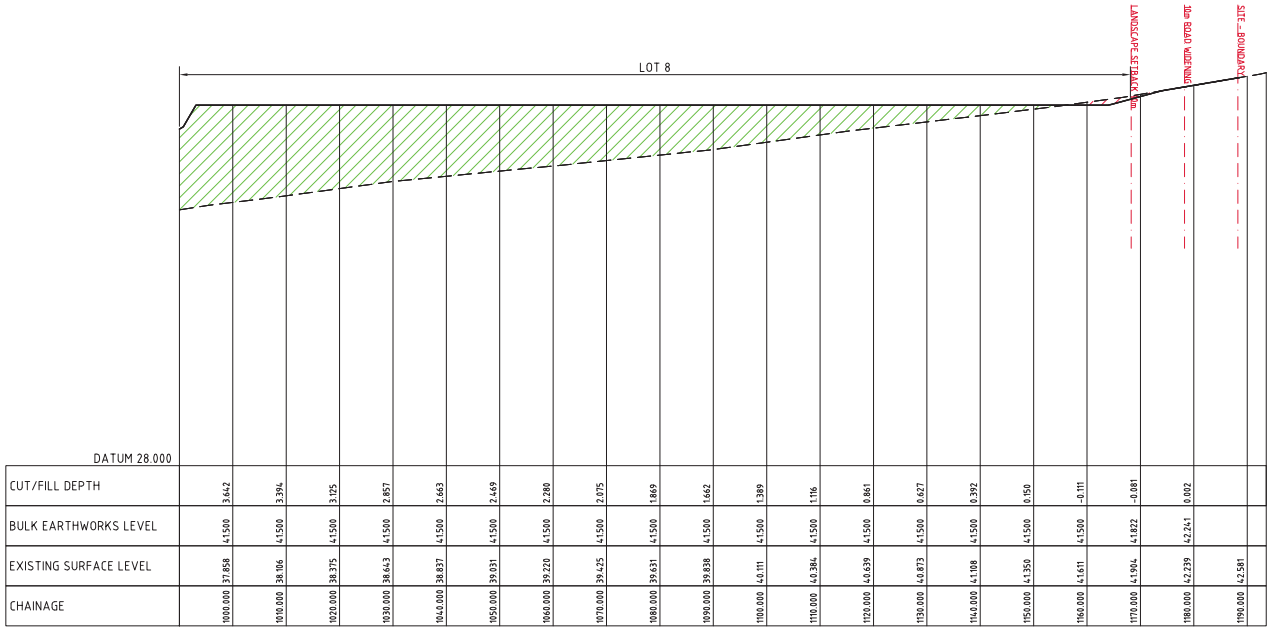 LANDSCAPE SETBACK
10m ROAD WIDENING
SITE - BOUNDARY
LOT 8
DATUM 28.000
CUT/FILL DEPTH 3.642 3.394 3.125 2.857 2.663 2.469 2.280 2.075 1.869 1.662 1.389 1.116 0.861 0.627 0.392 0.150 -0.111 -0.081 0.002
BULK EARTHWORKS LEVEL 41.500 41.500 41.500 41.500 41.500 41.500 41.500 41.500 41.500 41.500 41.500 41.500 41.500 41.500 41.500 41.500 41.500 41.822 42.241
EXISTING SURFACE LEVEL 37.858 38.106 38.375 38.643 38.837 39.031 39.220 39.425 39.631 39.838 40.111 40.384 40.639 40.873 41.108 41.350 41.611 41.904 42.239 42.581
CHAINAGE 1000.000 1010.000 1020.000 1030.000 1040.000 1050.000 1060.000 1070.000 1080.000 1090.000 1100.000 1110.000 1120.000 1130.000 1140.000 1150.000 1160.000 1170.000 1180.000 1190.000